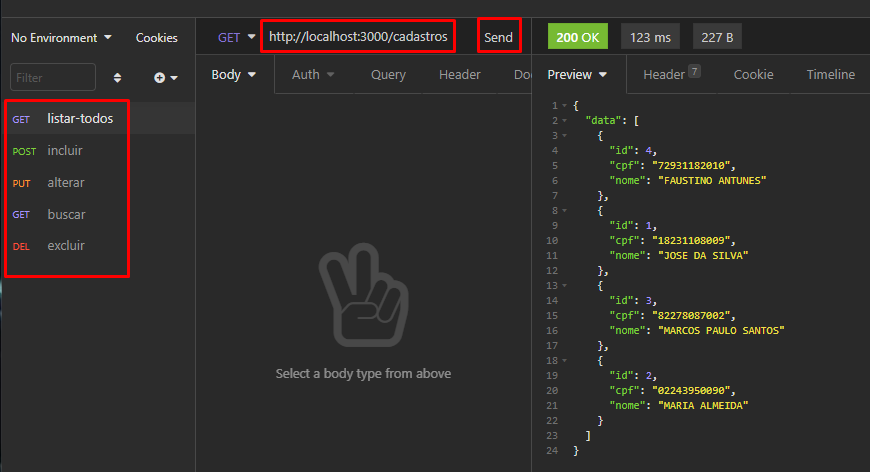 No Environment
Cookies
Filter
GET listar-todos
POST incluir
PUT alterar
GET buscar
DEL excluir
GET http://localhost:3000/cadastros Send
Body Auth Query Header Doc
Select a body type from above
200 OK 123 ms 227 B
Preview Header 7 Cookie Timeline
1 {
2 "data": [
3 {
4 "id": 4,
5 "cpf": "72931182010",
6 "nome": "FAUSTINO ANTUNES"
7 },
8 {
9 "id": 1,
10 "cpf": "18231108009",
11 "nome": "JOSE DA SILVA"
12 },
13 {
14 "id": 3,
15 "cpf": "82278087002",
16 "nome": "MARCOS PAULO SANTOS"
17 },
18 {
19 "id": 2,
20 "cpf": "02243950090",
21 "nome": "MARIA ALMEIDA"
22 }
23 ]
24 }